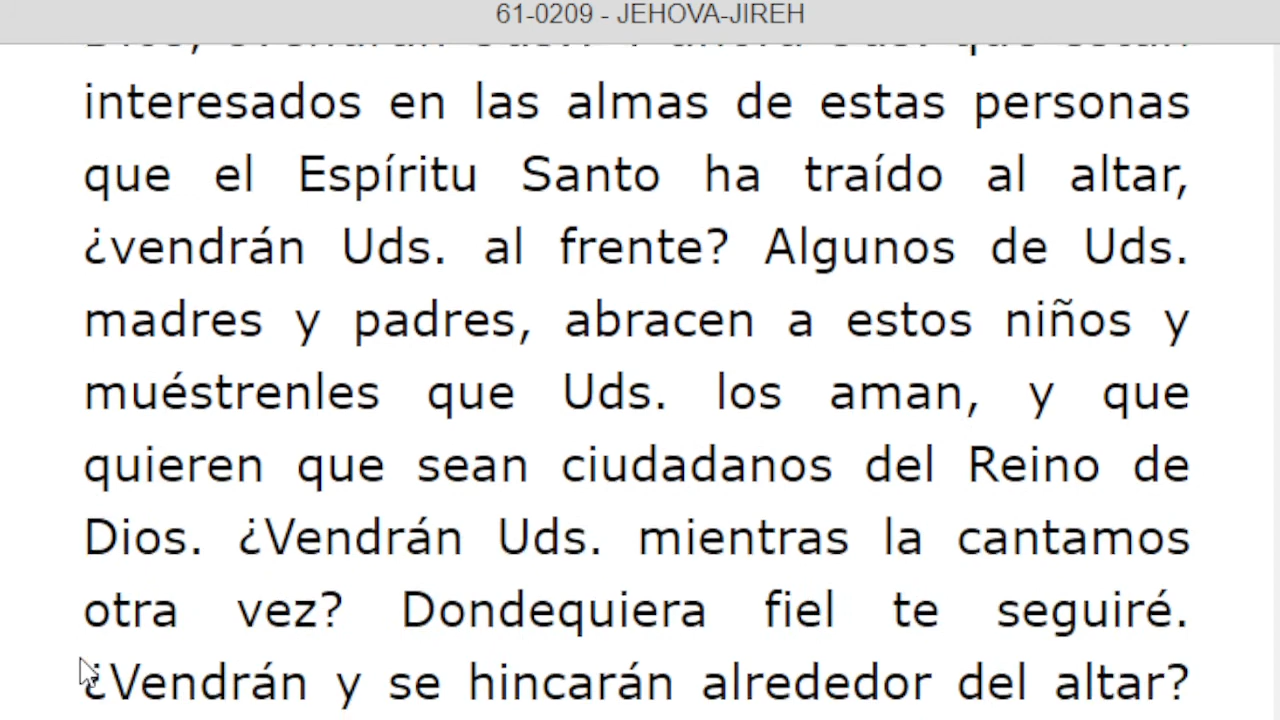 61-0209 - JEHOVA-JIREH
interesados en las almas de estas personas
que el Espíritu Santo ha traído al altar,
¿vendrán Uds. al frente? Algunos de Uds.
madres y padres, abracen a estos niños y
muéstrenles que Uds. los aman, y que
quieren que sean ciudadanos del Reino de
Dios. ¿Vendrán Uds. mientras la cantamos
otra vez? Dondequiera fiel te seguiré.
¿Vendrán y se hincarán alrededor del altar?